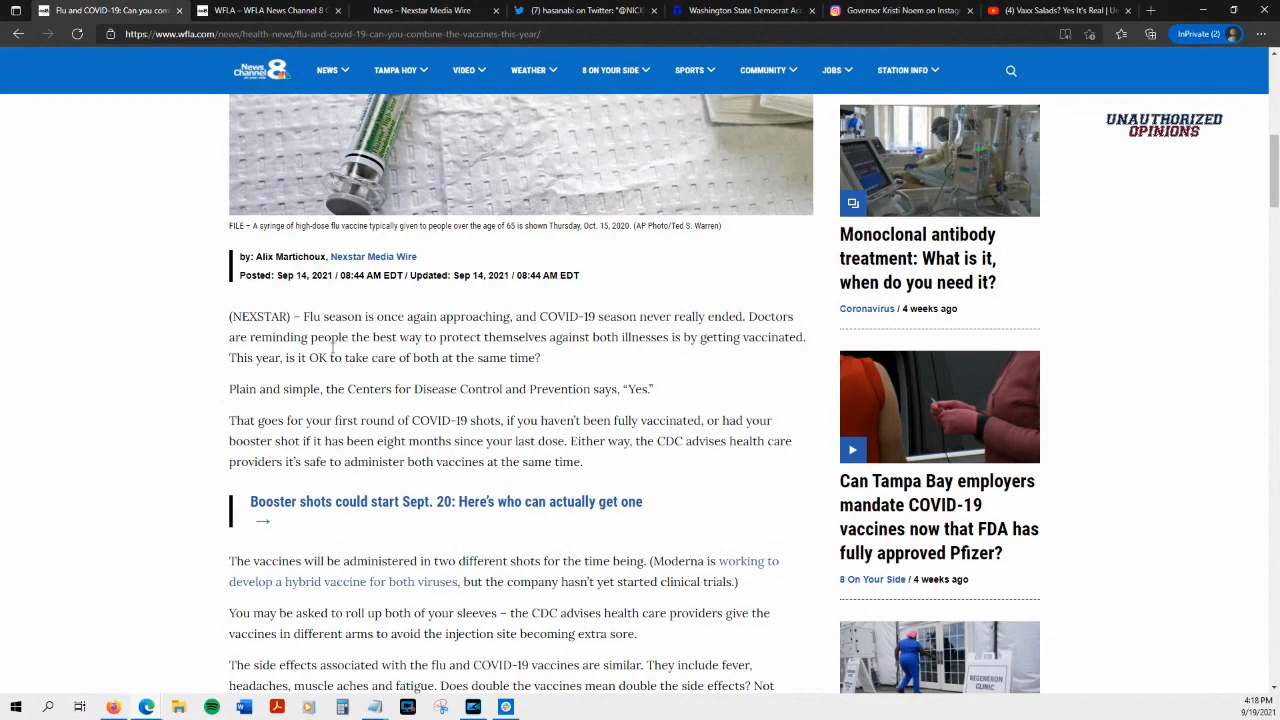 Flu and COVID-19: Can you com
WFLA – WFLA News Channel 8
News – Nexstar Media Wire
hasanabi on Twitter: "@NKB
Washington State Democrat Ac
Governor Kristi Noem on Instag
(4) Vaxx Salads? Yes It's Real | U
https://www.wfla.com/news/health-news/flu-and-covid-19-can-you-combine-the-vaccines-this-year/
InPrivate (2)
News Channel 8
NEWS
TAMPA HOY
VIDEO
WEATHER
8 ON YOUR SIDE
SPORTS
COMMUNITY
JOBS
STATION INFO
UNAUTHORIZED
OPINIONS
FILE – A syringe of high-dose flu vaccine typically given to people over the age of 65 is shown Thursday, Oct. 15, 2020. (AP Photo/Ted S. Warren)
by: Alix Martichoux, Nexstar Media Wire
Posted: Sep 14, 2021 / 08:44 AM EDT / Updated: Sep 14, 2021 / 08:44 AM EDT
(NEXSTAR) – Flu season is once again approaching, and COVID-19 season never really ended. Doctors
are reminding people the best way to protect themselves against both illnesses is by getting vaccinated.
This year, is it OK to take care of both at the same time?
Plain and simple, the Centers for Disease Control and Prevention says, “Yes.”
That goes for your first round of COVID-19 shots, if you haven’t been fully vaccinated, or had your
booster shot if it has been eight months since your last dose. Either way, the CDC advises health care
providers it’s safe to administer both vaccines at the same time.
Booster shots could start Sept. 20: Here’s who can actually get one
→
The vaccines will be administered in two different shots for the time being. (Moderna is working to
develop a hybrid vaccine for both viruses, but the company hasn’t yet started clinical trials.)
You may be asked to roll up both of your sleeves – the CDC advises health care providers give the
vaccines in different arms to avoid the injection site becoming extra sore.
The side effects associated with the flu and COVID-19 vaccines are similar. They include fever,
headaches, muscle aches and fatigue. Does double the vaccines mean double the side effects? Not
Monoclonal antibody
treatment: What is it,
when do you need it?
Coronavirus / 4 weeks ago
Can Tampa Bay employers
mandate COVID-19
vaccines now that FDA has
fully approved Pfizer?
8 On Your Side / 4 weeks ago
REGENERON
CLINIC
4:18 PM
9/19/2021